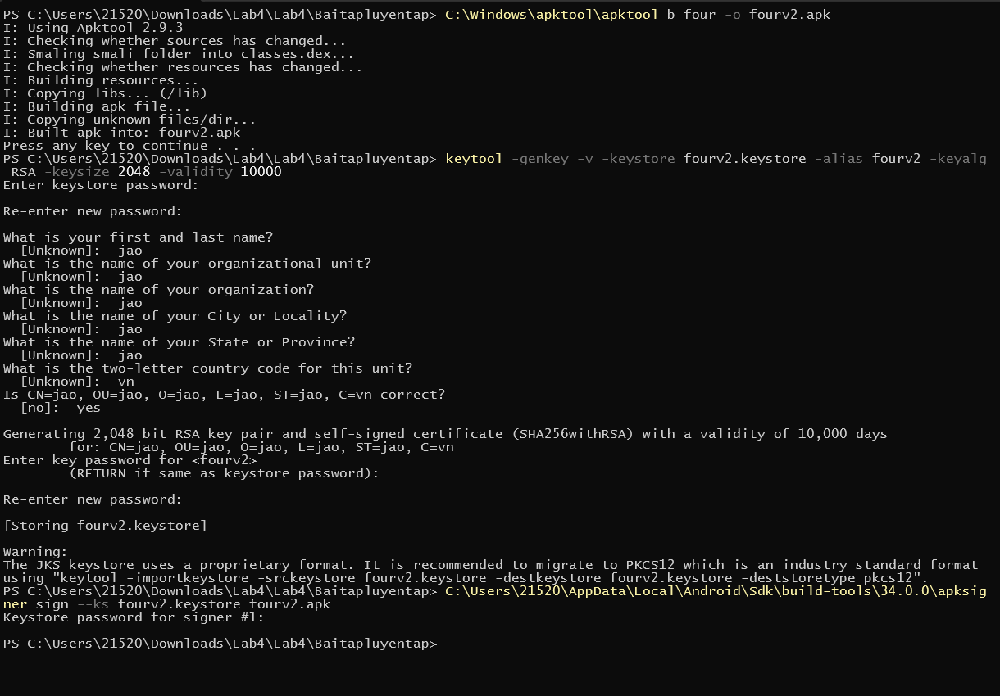 PS C:\Users\21520\Downloads\Lab4\Lab4\Baitapluyentap> C:\Windows\apktool\apktool b four -o fourv2.apk
I: Using Apktool 2.9.3
I: Checking whether sources has changed...
I: Smaling smali folder into classes.dex...
I: Checking whether resources has changed...
I: Building resources...
I: Copying libs... (/lib)
I: Building apk file...
I: Copying unknown files/dir...
I: Built apk into: fourv2.apk
Press any key to continue . . .
PS C:\Users\21520\Downloads\Lab4\Lab4\Baitapluyentap> keytool -genkey -v -keystore fourv2.keystore -alias fourv2 -keyalg
 RSA -keysize 2048 -validity 10000
Enter keystore password:
Re-enter new password:
What is your first and last name?
  [Unknown]:  jao
What is the name of your organizational unit?
  [Unknown]:  jao
What is the name of your organization?
  [Unknown]:  jao
What is the name of your City or Locality?
  [Unknown]:  jao
What is the name of your State or Province?
  [Unknown]:  jao
What is the two-letter country code for this unit?
  [Unknown]:  vn
Is CN=jao, OU=jao, O=jao, L=jao, ST=jao, C=vn correct?
  [no]:  yes
Generating 2,048 bit RSA key pair and self-signed certificate (SHA256withRSA) with a validity of 10,000 days
        for: CN=jao, OU=jao, O=jao, L=jao, ST=jao, C=vn
Enter key password for <fourv2>
        (RETURN if same as keystore password):
Re-enter new password:
[Storing fourv2.keystore]
Warning:
The JKS keystore uses a proprietary format. It is recommended to migrate to PKCS12 which is an industry standard format
using "keytool -importkeystore -srckeystore fourv2.keystore -destkeystore fourv2.keystore -deststoretype pkcs12".
PS C:\Users\21520\Downloads\Lab4\Lab4\Baitapluyentap> C:\Users\21520\AppData\Local\Android\Sdk\build-tools\34.0.0\apksig
ner sign --ks fourv2.keystore fourv2.apk
Keystore password for signer #1:
PS C:\Users\21520\Downloads\Lab4\Lab4\Baitapluyentap>